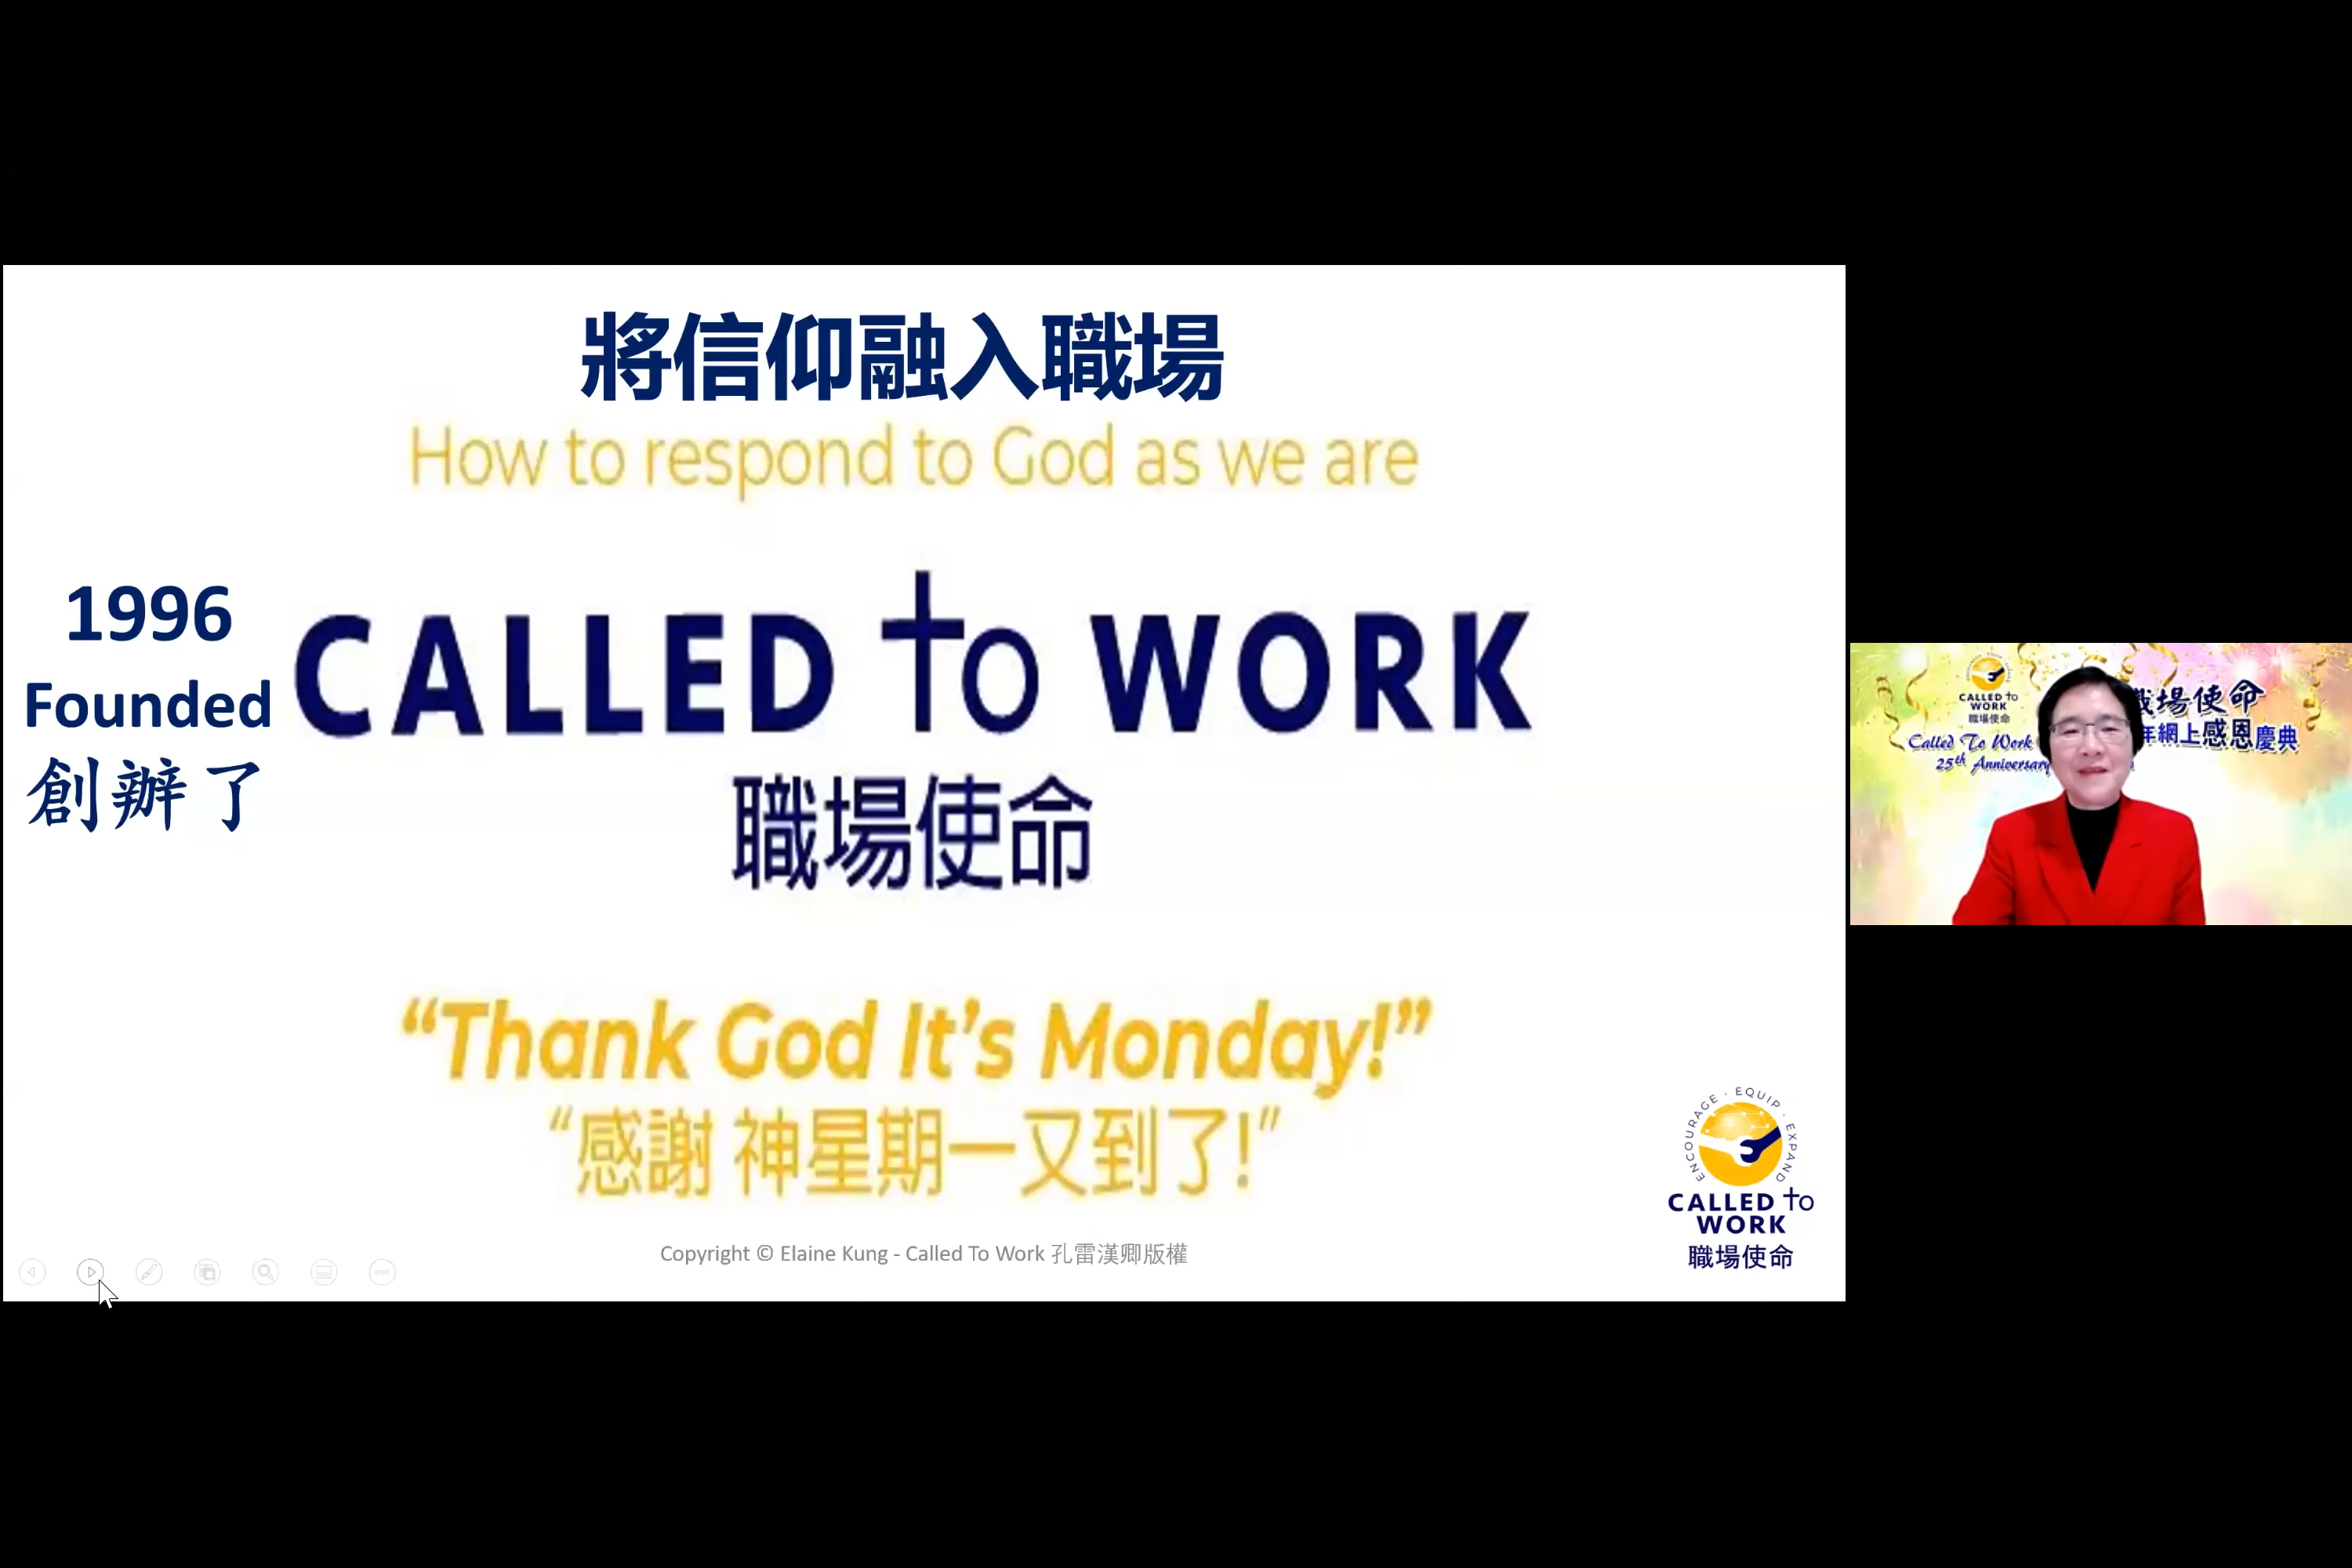 將信仰融入職場
How to respond to God as we are
1996
Founded
創辦了
CALLED to WORK
職場使命
“Thank God It’s Monday!”
“感謝 神星期一又到了!”
Copyright © Elaine Kung - Called To Work 孔雷漢卿版權
ENCOURAGE · EQUIP · EXPAND
CALLED to
WORK
職場使命
CALLED to
WORK
職場使命
Called To Work
25th Anniversary
場使命
年網上感恩慶典